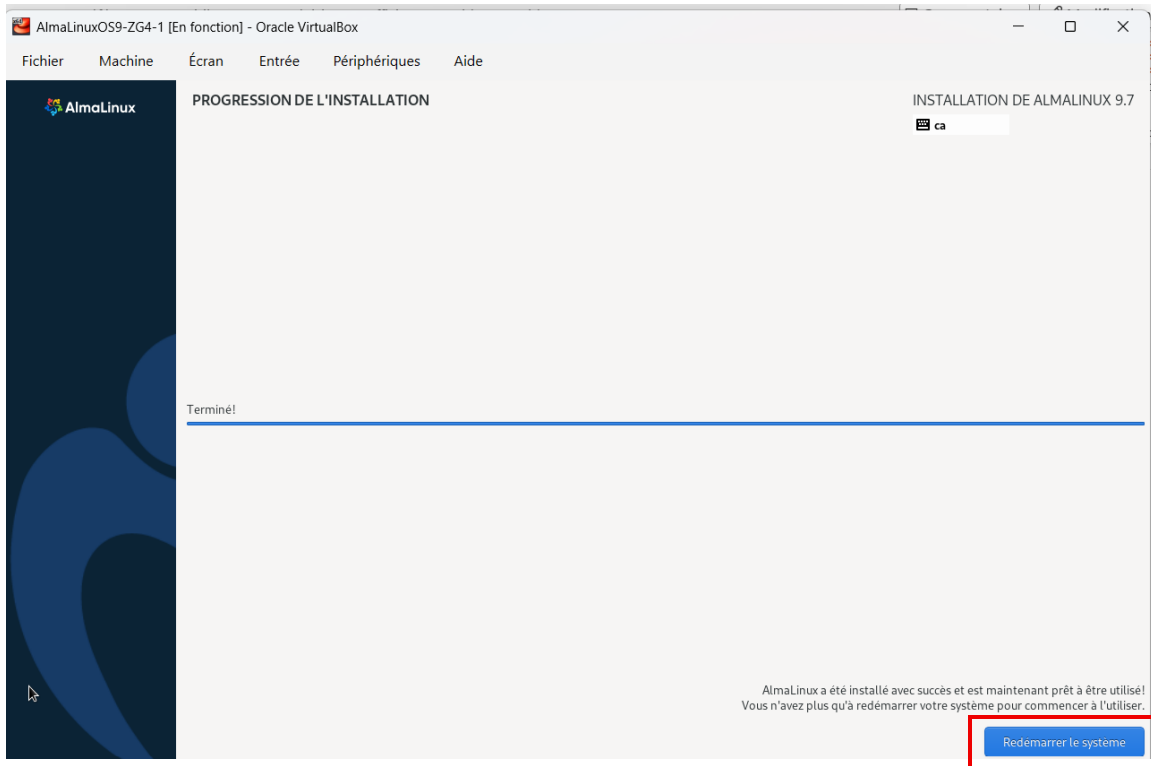 AlmaLinuxOS9-ZG4-1 [En fonction] - Oracle VirtualBox
Fichier Machine Écran Entrée Périphériques Aide
AlmaLinux
PROGRESSION DE L'INSTALLATION
INSTALLATION DE ALMALINUX 9.7
ca
Terminé!
AlmaLinux a été installé avec succès et est maintenant prêt à être utilisé!
Vous n'avez plus qu'à redémarrer votre système pour commencer à l'utiliser.
Redémarrer le système